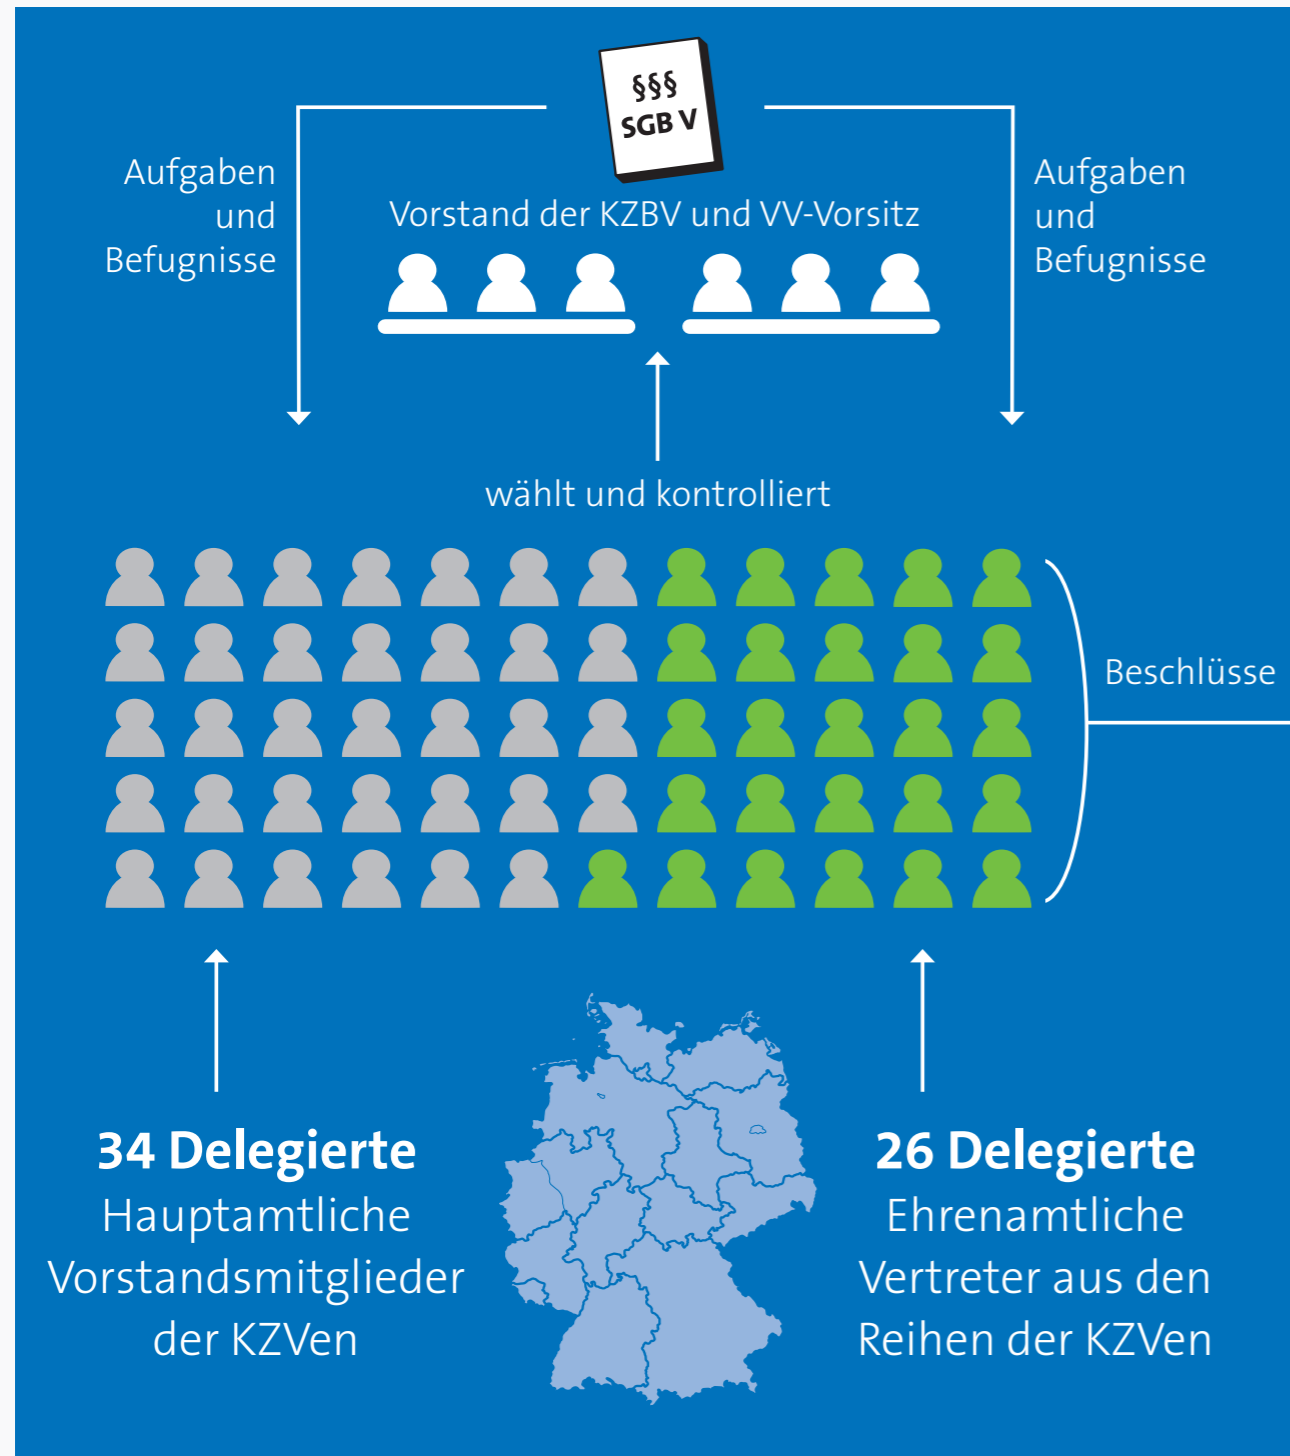 §§§
SGB V
Aufgaben
und
Befugnisse
Vorstand der KZBV und VV-Vorsitz
Aufgaben
und
Befugnisse
wählt und kontrolliert
Beschlüsse
34 Delegierte
Hauptamtliche
Vorstandsmitglieder
der KZVen
26 Delegierte
Ehrenamtliche
Vertreter aus den
Reihen der KZVen